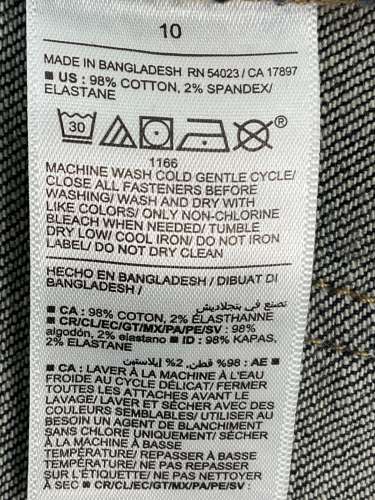 10
MADE IN BANGLADESH RN 54023 / CA 17897
■ US : 98% COTTON, 2% SPANDEX/
ELASTANE
30
®
1166
MACHINE WASH COLD GENTLE CYCLE/
CLOSE ALL FASTENERS BEFORE
WASHING/ WASH AND DRY WITH
LIKE COLORS/ ONLY NON-CHLORINE
BLEACH WHEN NEEDED/ TUMBLE
DRY LOW/ COOL IRON/ DO NOT IRON
LABEL/ DO NOT DRY CLEAN
HECHO EN BANGLADESH / DIBUAT DI
BANGLADESH /
صنع في بنجلاديش
■ CA : 98% COTON, 2% ÉLASTHANNE
■ CR/CL/EC/GT/MX/PA/PE/SV : 98%
algodón, 2% elastano ■ ID : 98% KAPAS,
2% ELASTANE
■ AE : 98% قطن, 2% إيلاستين
■ CA : LAVER À LA MACHINE À L'EAU
FROIDE AU CYCLE DÉLICAT/ FERMER
TOUTES LES ATTACHES AVANT LE
LAVAGE/ LAVER ET SÉCHER AVEC DES
COULEURS SEMBLABLES/ UTILISER AU
BESOIN UN AGENT DE BLANCHIMENT
SANS CHLORE UNIQUEMENT/ SÉCHER
À LA MACHINE À BASSE
TEMPÉRATURE/ REPASSER À BASSE
TEMPÉRATURE/ NE PAS REPASSER
SUR L'ÉTIQUETTE/ NE PAS NETTOYER
À SEC ■ CR/CL/EC/GT/MX/PA/PE/SV :